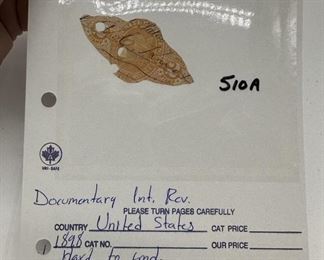 510A
UNI-SAFE
Documentary Int. Rev.
PLEASE TURN PAGES CAREFULLY
COUNTRY United States CAT PRICE
1898 CAT NO. OUR PRICE
Hard to find